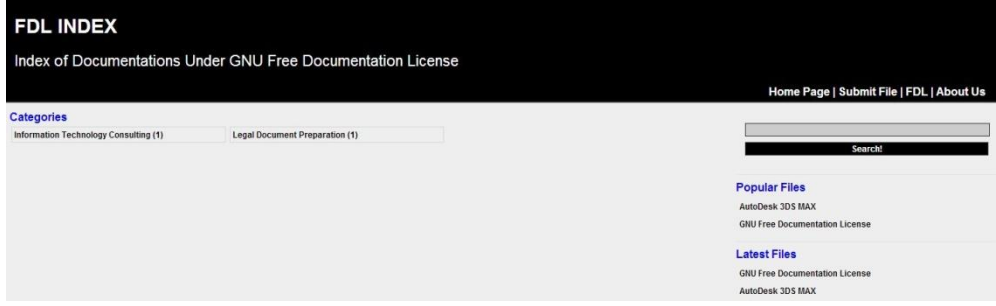 FDL INDEX
Index of Documentations Under GNU Free Documentation License
Home Page | Submit File | FDL | About Us
Categories
Information Technology Consulting (1)
Legal Document Preparation (1)
Search!
Popular Files
AutoDesk 3DS MAX
GNU Free Documentation License
Latest Files
GNU Free Documentation License
AutoDesk 3DS MAX